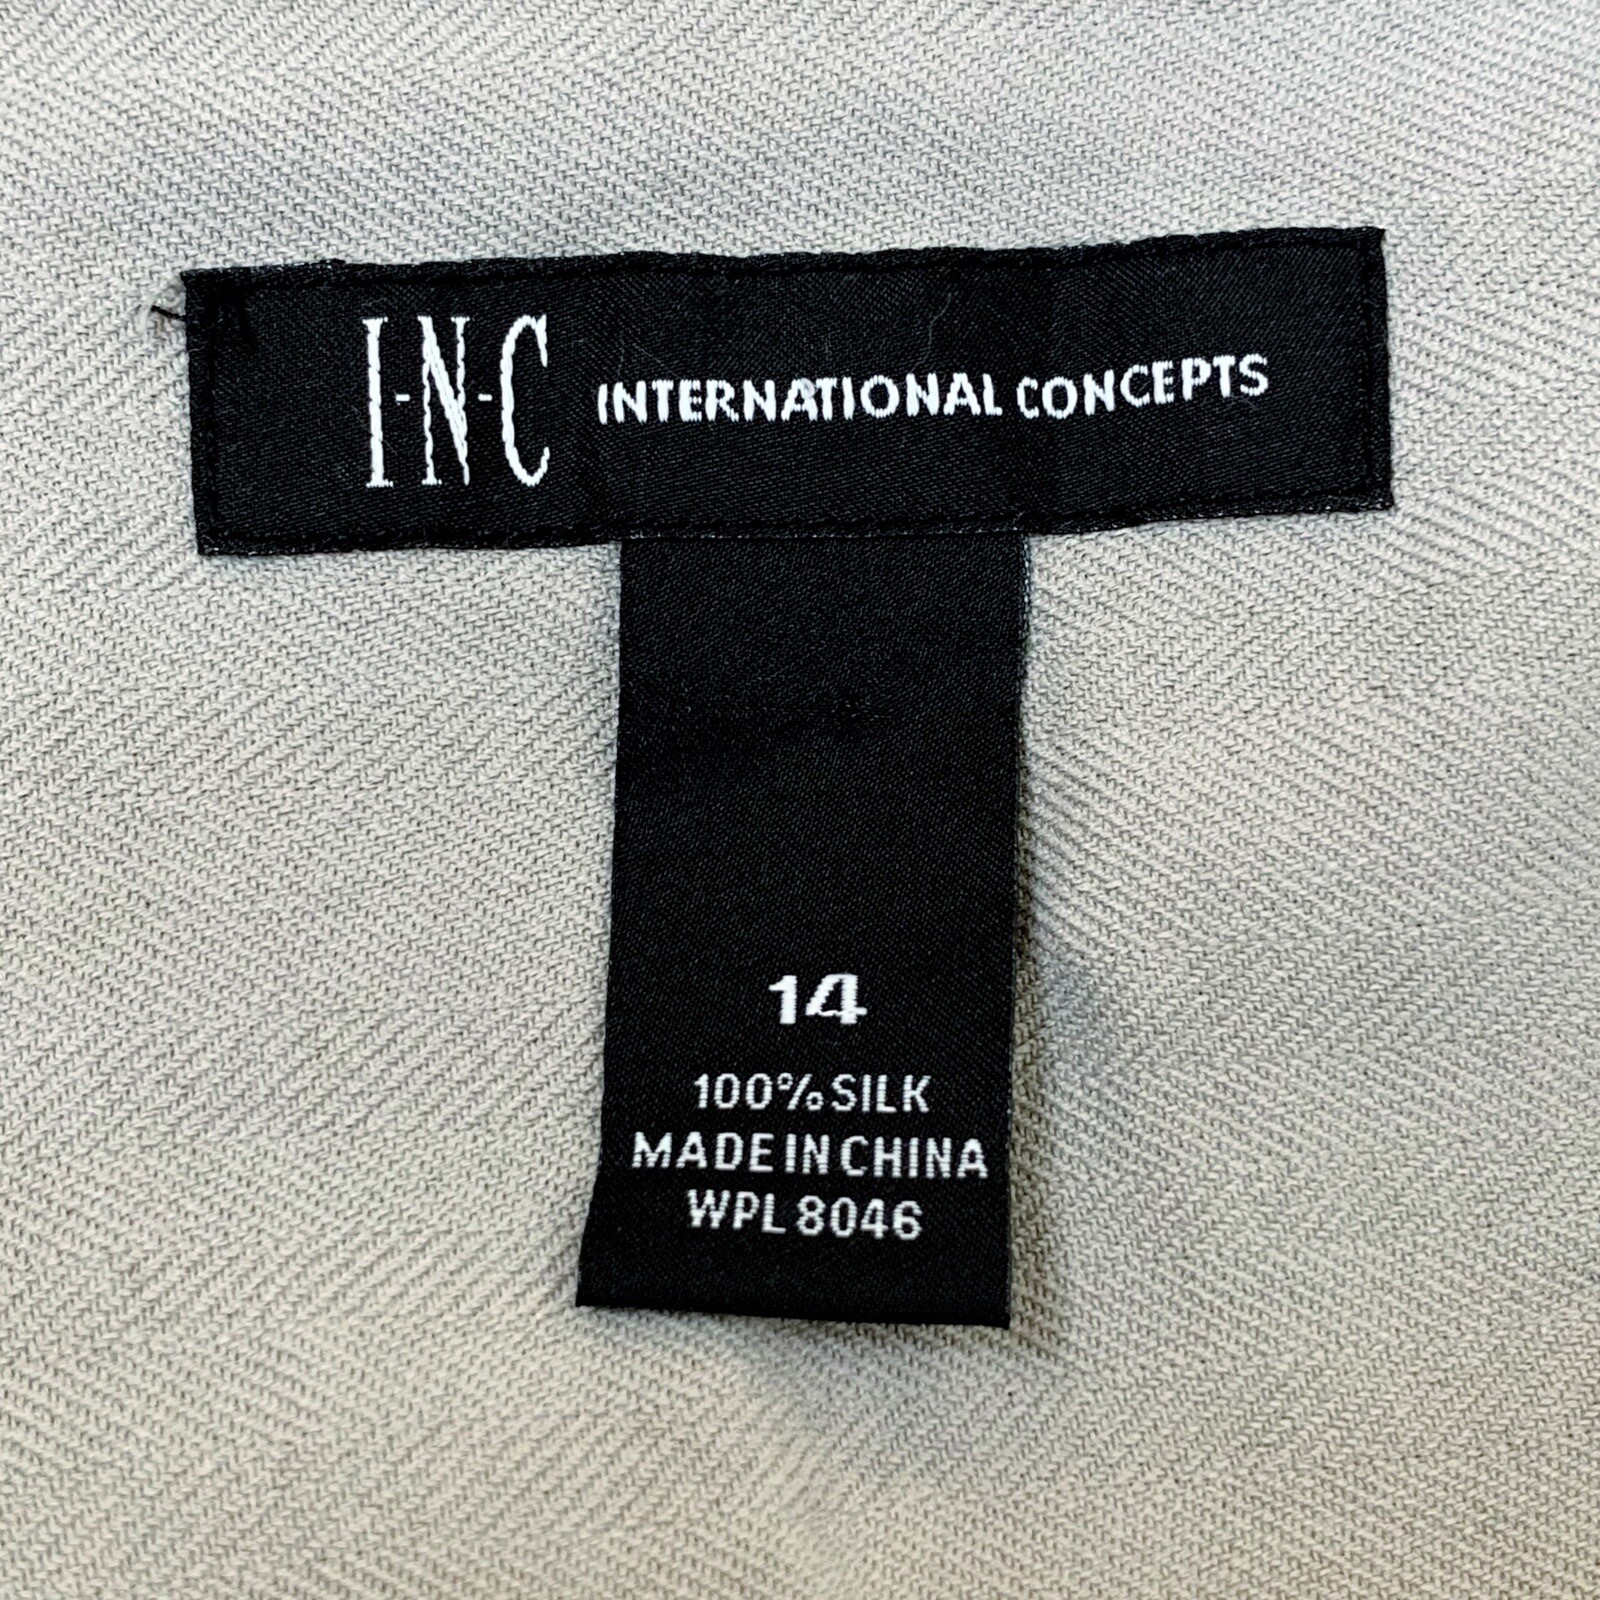 I-N-C INTERNATIONAL CONCEPTS
14
100% SILK
MADE IN CHINA
WPL 8046